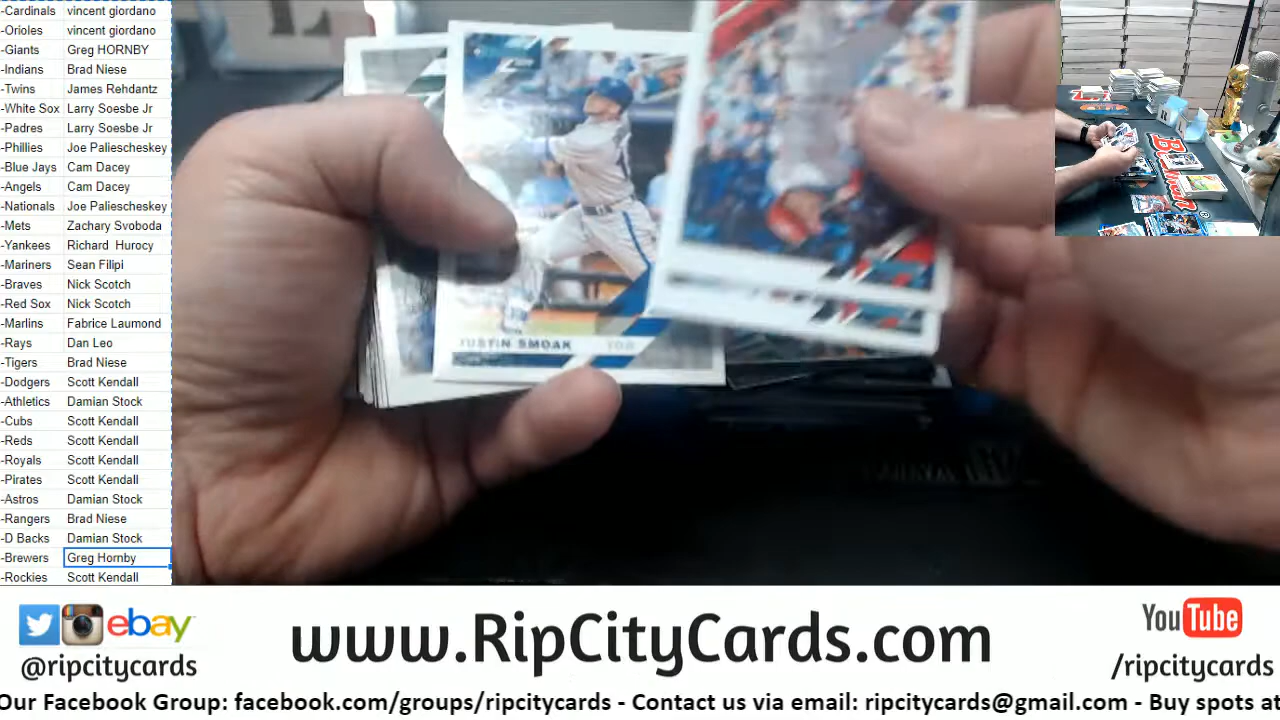 -Cardinals vincent giordano
-Orioles vincent giordano
-Giants Greg HORNBY
-Indians Brad Niese
-Twins James Rehdantz
-White Sox Larry Soesbe Jr
-Padres Larry Soesbe Jr
-Phillies Joe Paliescheskey
-Blue Jays Cam Dacey
-Angels Cam Dacey
-Nationals Joe Paliescheskey
-Mets Zachary Svoboda
-Yankees Richard Hurocy
-Mariners Sean Filipi
-Braves Nick Scotch
-Red Sox Nick Scotch
-Marlins Fabrice Laumond
-Rays Dan Leo
-Tigers Brad Niese
-Dodgers Scott Kendall
-Athletics Damian Stock
-Cubs Scott Kendall
-Reds Scott Kendall
-Royals Scott Kendall
-Pirates Scott Kendall
-Astros Damian Stock
-Rangers Brad Niese
-D Backs Damian Stock
-Brewers Greg Hornby
-Rockies Scott Kendall
JUSTIN SMOAK TOR
Bowman
ebay
@ripcitycards
www.RipCityCards.com
YouTube
/ripcitycards
Our Facebook Group: facebook.com/groups/ripcitycards - Contact us via email: ripcitycards@gmail.com - Buy spots at